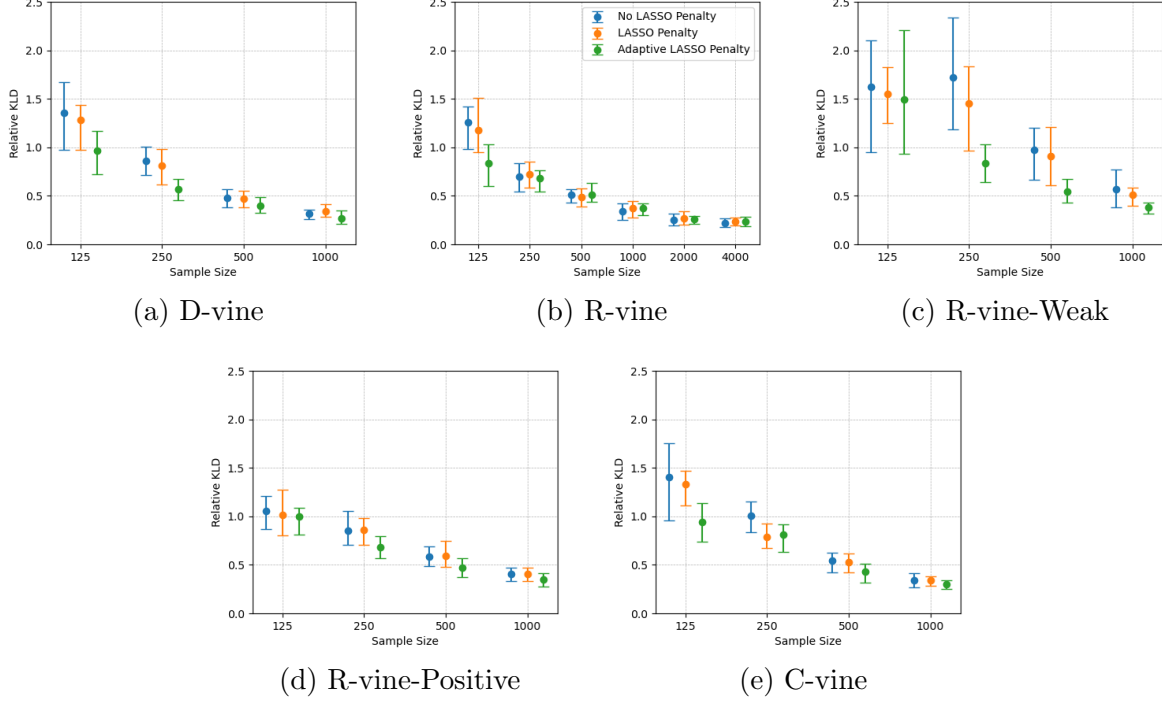 2.5
2.0
1.5
1.0
0.5
0.0
Relative KLD
125
250
500
1000
Sample Size
(a) D-vine
2.5
2.0
1.5
1.0
0.5
0.0
Relative KLD
No LASSO Penalty
LASSO Penalty
Adaptive LASSO Penalty
125
250
500
1000
2000
4000
Sample Size
(b) R-vine
2.5
2.0
1.5
1.0
0.5
0.0
Relative KLD
125
250
500
1000
Sample Size
(c) R-vine-Weak
2.5
2.0
1.5
1.0
0.5
0.0
Relative KLD
125
250
500
1000
Sample Size
(d) R-vine-Positive
2.5
2.0
1.5
1.0
0.5
0.0
Relative KLD
125
250
500
1000
Sample Size
(e) C-vine